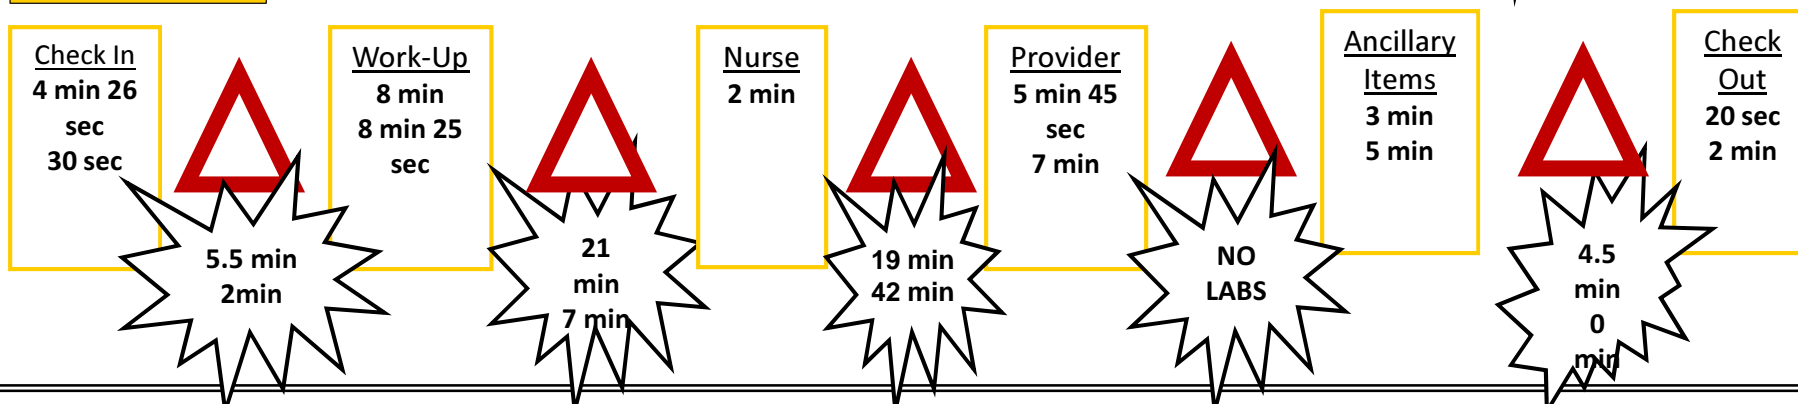 Check In
4 min 26
sec
30 sec
5.5 min
2min
Work-Up
8 min
8 min 25
sec
21
min
7 min
Nurse
2 min
19 min
42 min
Provider
5 min 45
sec
7 min
NO
LABS
Ancillary
Items
3 min
5 min
4.5
min
0
min
Check
Out
20 sec
2 min